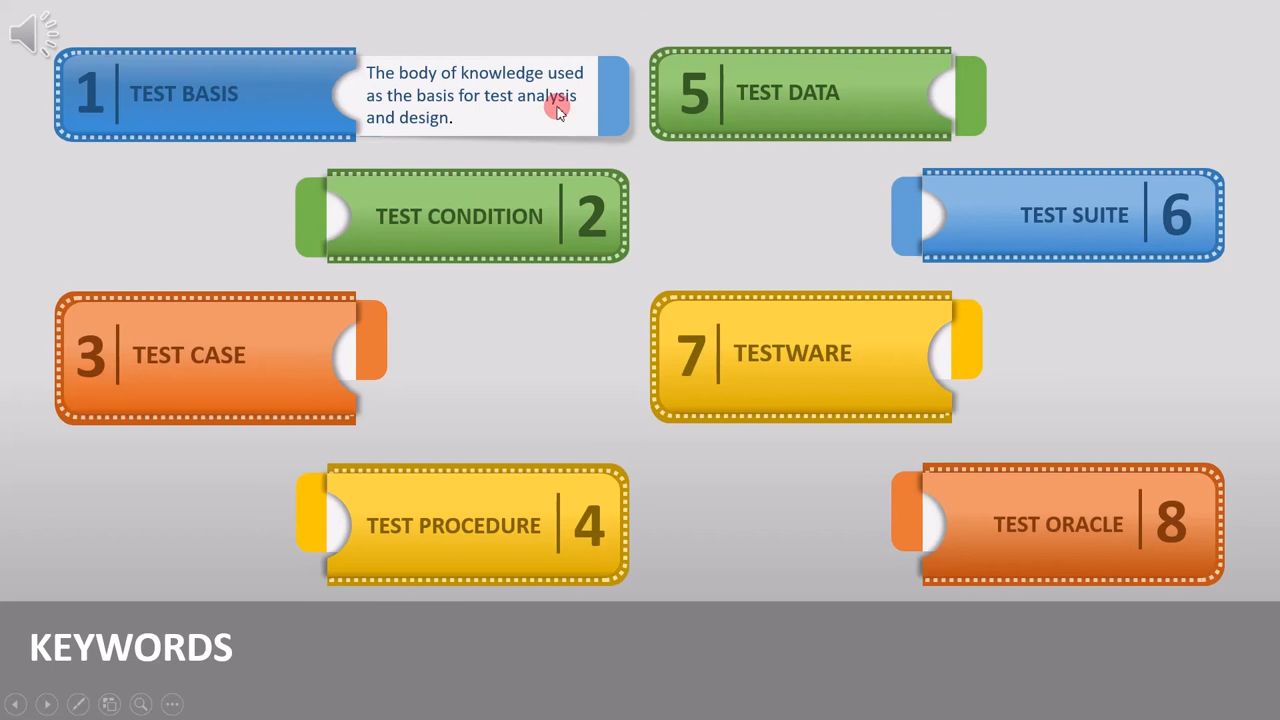 1 TEST BASIS
The body of knowledge used
as the basis for test analysis
and design.
TEST CONDITION 2
3 TEST CASE
TEST PROCEDURE 4
5 TEST DATA
TEST SUITE 6
7 TESTWARE
TEST ORACLE 8
KEYWORDS